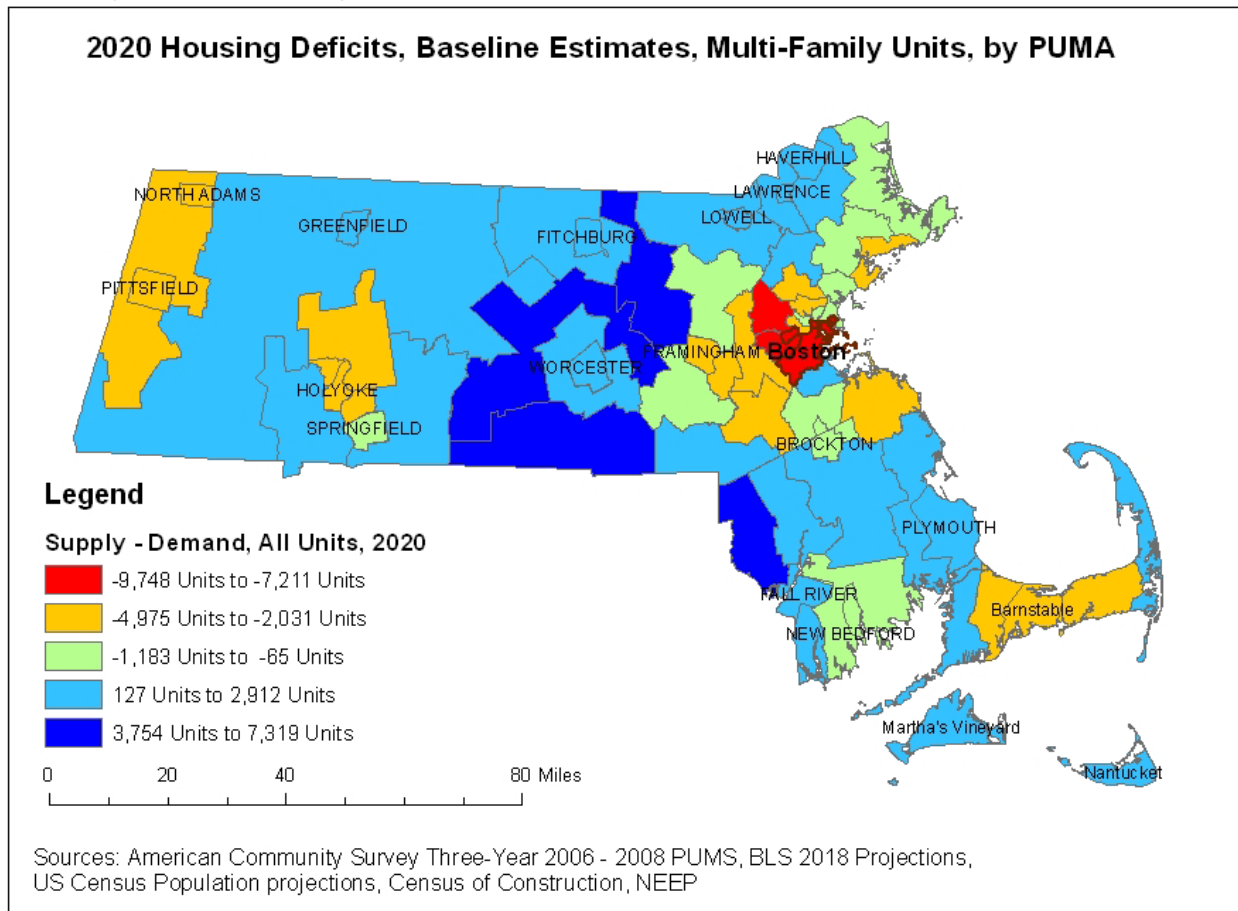 2020 Housing Deficits, Baseline Estimates, Multi-Family Units, by PUMA
HAVERHILL
NORTH ADAMS
LAWRENCE
LOWELL
GREENFIELD
FITCHBURG
PITTSFIELD
FRAMINGHAM
Boston
WORCESTER
HOLYOKE
SPRINGFIELD
BROCKTON
PLYMOUTH
FALL RIVER
Barnstable
NEW BEDFORD
Martha's Vineyard
Nantucket
Legend
Supply - Demand, All Units, 2020
-9,748 Units to -7,211 Units
-4,975 Units to -2,031 Units
-1,183 Units to -65 Units
127 Units to 2,912 Units
3,754 Units to 7,319 Units
0 20 40 80 Miles
Sources: American Community Survey Three-Year 2006 - 2008 PUMS, BLS 2018 Projections,
US Census Population projections, Census of Construction, NEEP